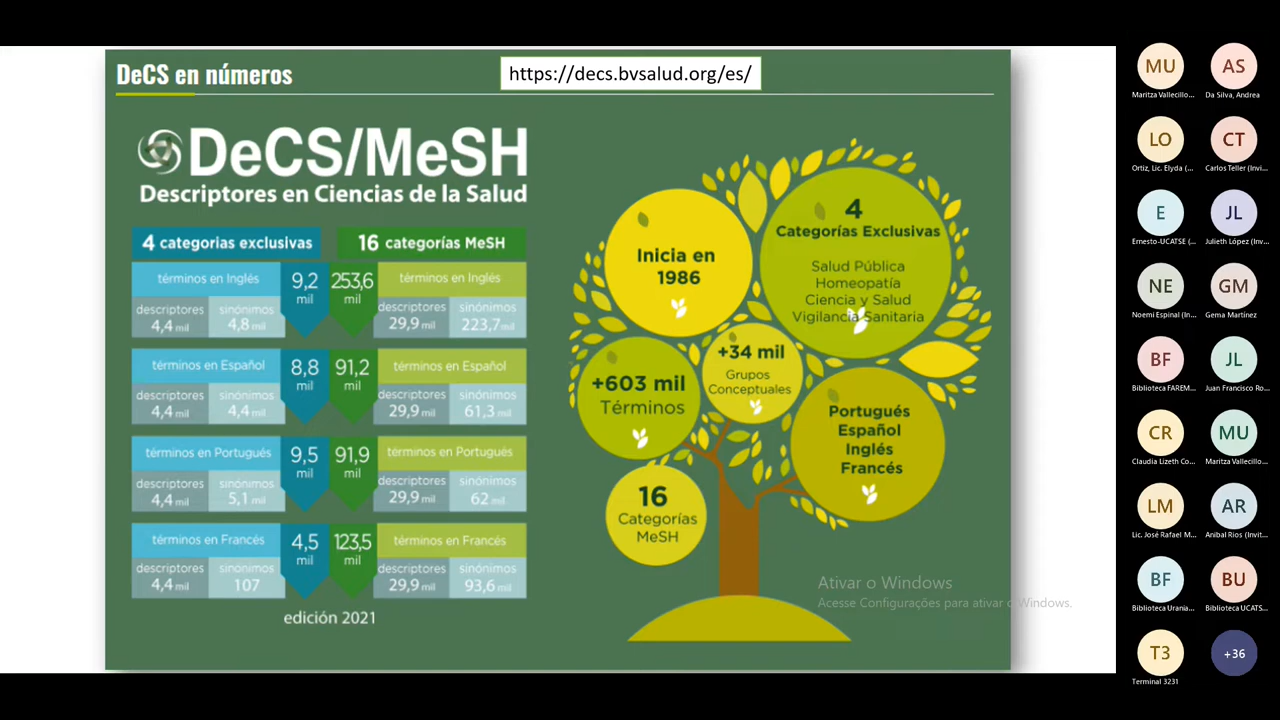 DeCS en números
https://decs.bvsalud.org/es/
DeCS/MeSH
Descriptores en Ciencias de la Salud
4 categorias exclusivas
16 categorías MeSH
términos en Inglés
9,2
mil
253,6
mil
términos en Inglés
descriptores
4,4 mil
sinónimos
4,8 mil
descriptores
29,9 mil
sinónimos
223,7 mil
términos en Español
8,8
mil
91,2
mil
términos en Español
descriptores
4,4 mil
sinónimos
4,4 mil
descriptores
29,9 mil
sinónimos
61,3 mil
términos en Portugués
9,5
mil
91,9
mil
términos en Portugués
descriptores
4,4 mil
sinónimos
5,1 mil
descriptores
29,9 mil
sinónimos
62 mil
términos en Francés
4,5
mil
123,5
mil
términos en Francés
descriptores
4,4 mil
sinónimos
107
descriptores
29,9 mil
sinónimos
93,6 mil
edición 2021
Inicia en
1986
4
Categorías Exclusivas
Salud Pública
Homeopatía
Ciencia y Salud
Vigilancia Sanitaria
+34 mil
Grupos
Conceptuales
+603 mil
Términos
Portugués
Español
Inglés
Francés
16
Categorías
MeSH
Ativar o Windows
Acesse Configurações para ativar o Windows.
MU
Maritza Vallecillo...
AS
Da Silva, Andrea
LO
Ortiz, Lic. Elyda (...
CT
Carlos Teller (Invi...
E
Ernesto-UCATSE (...
JL
Julieth López (Inv...
NE
Noemi Espinal (In...
GM
Gema Martínez
BF
Biblioteca FAREM...
JL
Juan Francisco Ro...
CR
Claudia Lizeth Co...
MU
Maritza Vallecillo...
LM
Lic. José Rafael M...
AR
Anibal Rios (Invit...
BF
Biblioteca Urania...
BU
Biblioteca UCATS...
T3
Terminal 3231
+36